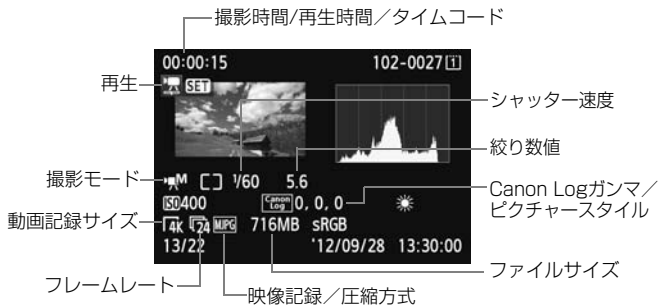 撮影時間/再生時間／タイムコード
00:00:15 102-0027 1
再生
SET
シャッター速度
絞り数値
撮影モード
M 1/60 5.6
Canon Logガンマ／
ピクチャースタイル
ISO400 Canon Log 0, 0, 0
動画記録サイズ
4K 24 MJPG 716MB sRGB
13/22 '12/09/28 13:30:00
ファイルサイズ
フレームレート
映像記録／圧縮方式